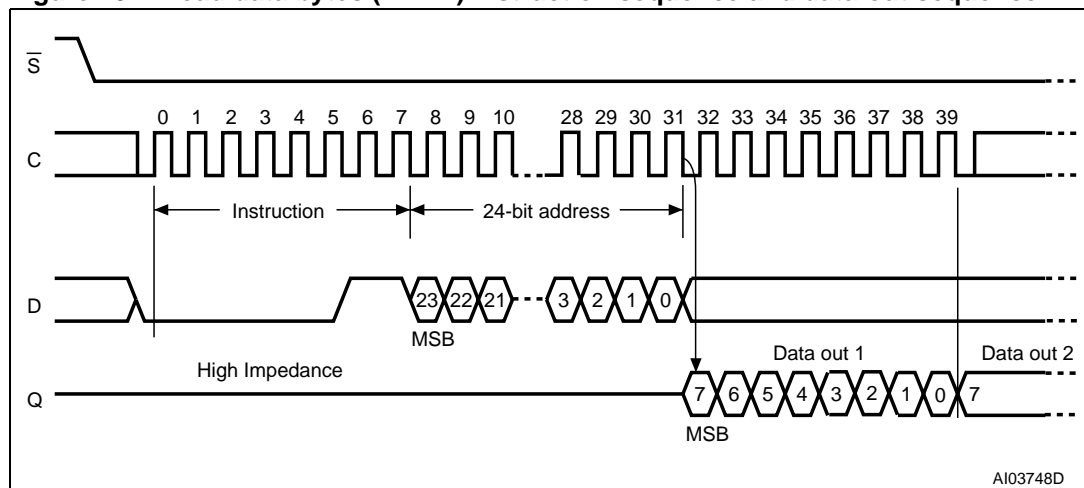 S
0 1 2 3 4 5 6 7 8 9 10 28 29 30 31 32 33 34 35 36 37 38 39
C
Instruction 24-bit address
D 23 22 21 3 2 1 0
MSB
High Impedance Data out 1 Data out 2
Q 7 6 5 4 3 2 1 0 7
MSB
AI03748D